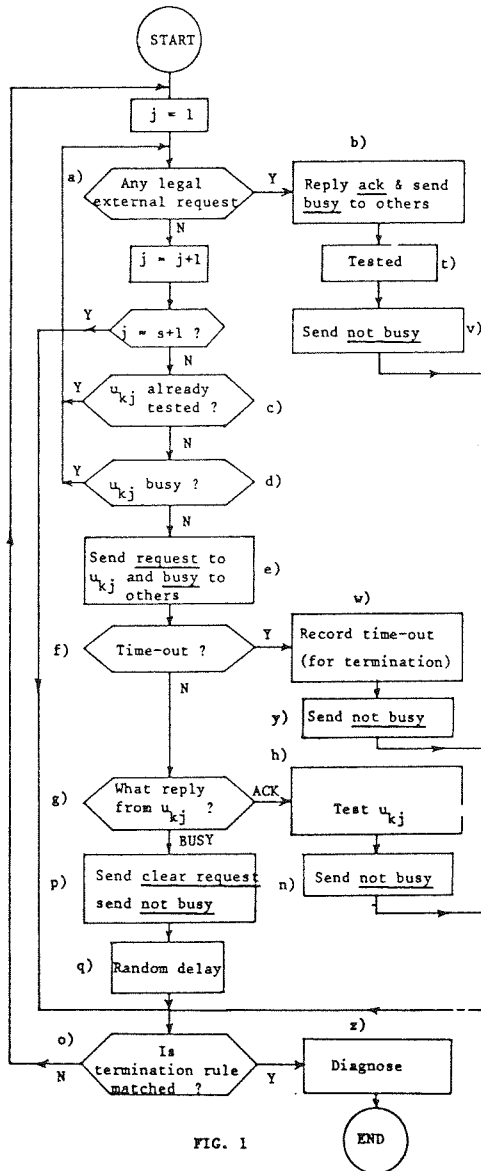 START
j = 1
b)
a)
Any legal
external request
Y
Reply ack & send
busy to others
N
j = j+1
Tested
t)
Y
j = s+1 ?
Send not busy
v)
N
Y
u_kj already
tested ?
c)
N
Y
u_kj busy ?
d)
N
Send request to
u_kj and busy to
others
e)
w)
f)
Time-out ?
Y
Record time-out
(for termination)
N
y)
Send not busy
h)
g)
What reply
from u_kj ?
ACK
Test u_kj
BUSY
p)
Send clear request
send not busy
n)
Send not busy
q)
Random delay
z)
o)
Is
termination rule
matched ?
N
Y
Diagnose
FIG. 1
END